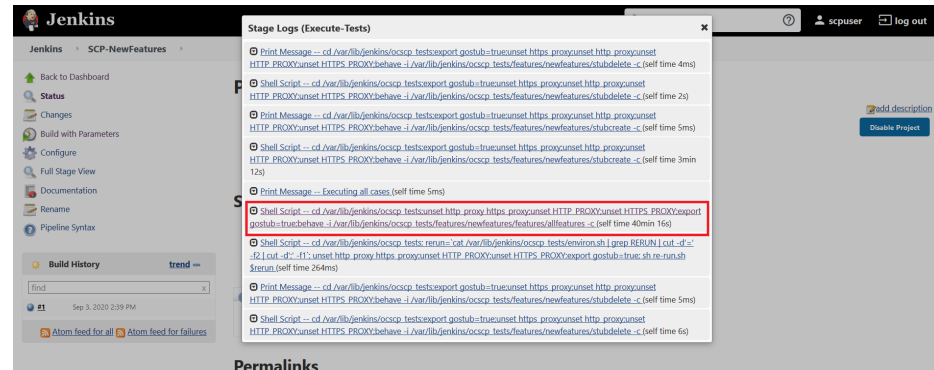 Jenkins
scpuser
log out
Jenkins
SCP-NewFeatures
Back to Dashboard
Status
Changes
Build with Parameters
Configure
Full Stage View
Documentation
Rename
Pipeline Syntax
Build History
trend
find
x
#1
Sep 3, 2020 2:39 PM
Atom feed for all
Atom feed for failures
Stage Logs (Execute-Tests)
Print Message -- cd /var/lib/jenkins/ocscp_tests;export gostub=true;unset https_proxy;unset http_proxy;unset
HTTP_PROXY;unset HTTPS_PROXY;behave -i /var/lib/jenkins/ocscp_tests/features/newfeatures/stubdelete -c (self time 4ms)
Shell Script -- cd /var/lib/jenkins/ocscp_tests;export gostub=true;unset https_proxy;unset http_proxy;unset
HTTP_PROXY;unset HTTPS_PROXY;behave -i /var/lib/jenkins/ocscp_tests/features/newfeatures/stubdelete -c (self time 2s)
Print Message -- cd /var/lib/jenkins/ocscp_tests;export gostub=true;unset https_proxy;unset http_proxy;unset
HTTP_PROXY;unset HTTPS_PROXY;behave -i /var/lib/jenkins/ocscp_tests/features/newfeatures/stubcreate -c (self time 5ms)
Shell Script -- cd /var/lib/jenkins/ocscp_tests;export gostub=true;unset https_proxy;unset http_proxy;unset
HTTP_PROXY;unset HTTPS_PROXY;behave -i /var/lib/jenkins/ocscp_tests/features/newfeatures/stubcreate -c (self time 3min
12s)
Print Message -- Executing all cases (self time 5ms)
Shell Script -- cd /var/lib/jenkins/ocscp_tests;unset http_proxy https_proxy;unset HTTP_PROXY;unset HTTPS_PROXY;export
gostub=true;behave -i /var/lib/jenkins/ocscp_tests/features/newfeatures/features/allfeatures -c (self time 40min 16s)
Shell Script -- cd /var/lib/jenkins/ocscp_tests; rerun=`cat /var/lib/jenkins/ocscp_tests/environ.sh | grep RERUN | cut -d'='
-f2 | cut -d';' -f1`; unset http_proxy https_proxy;unset HTTP_PROXY;unset HTTPS_PROXY;export gostub=true; sh re-run.sh
$rerun (self time 264ms)
Print Message -- cd /var/lib/jenkins/ocscp_tests;export gostub=true;unset https_proxy;unset http_proxy;unset
HTTP_PROXY;unset HTTPS_PROXY;behave -i /var/lib/jenkins/ocscp_tests/features/newfeatures/stubdelete -c (self time 5ms)
Shell Script -- cd /var/lib/jenkins/ocscp_tests;export gostub=true;unset https_proxy;unset http_proxy;unset
HTTP_PROXY;unset HTTPS_PROXY;behave -i /var/lib/jenkins/ocscp_tests/features/newfeatures/stubdelete -c (self time 6s)
add description
Disable Project
Permalinks